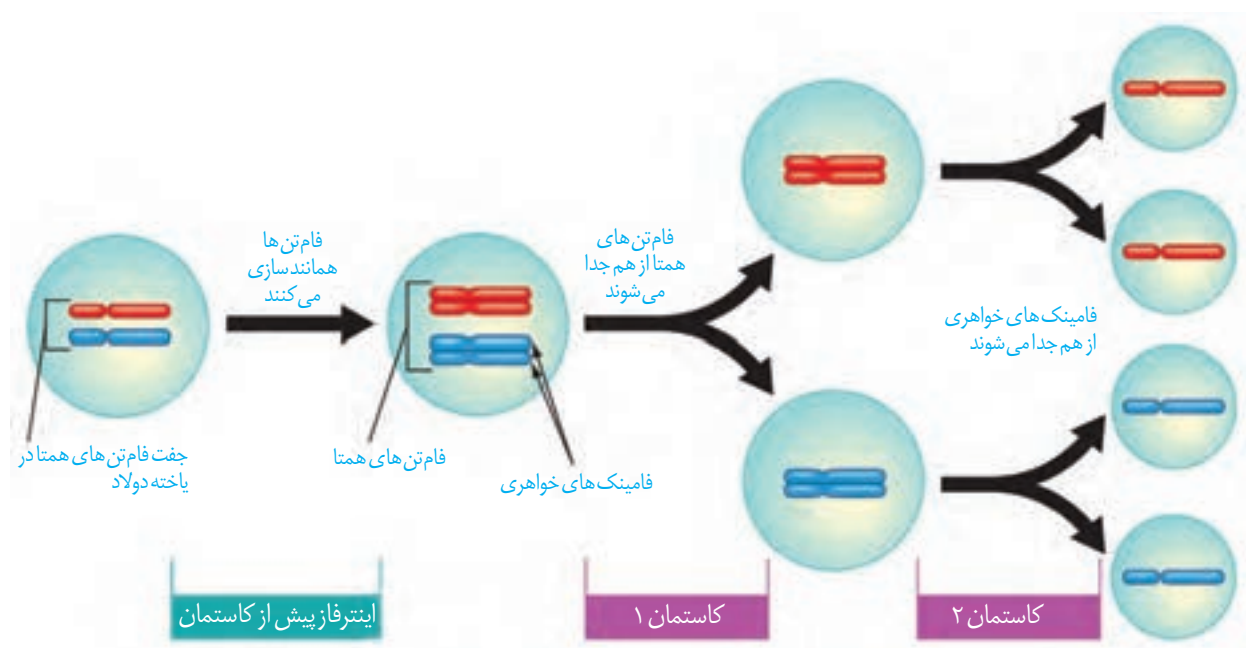 فام‌تن‌ها
همانندسازی
می‌کنند
جفت فام‌تن‌های همتا در
یاخته دولاد
فام‌تن‌های همتا
فامینک‌های خواهری
فام‌تن‌های
همتا از هم جدا
می‌شوند
فامینک‌های خواهری
از هم جدا می‌شوند
اینترفاز پیش از کاستمان
کاستمان ۱
کاستمان ۲